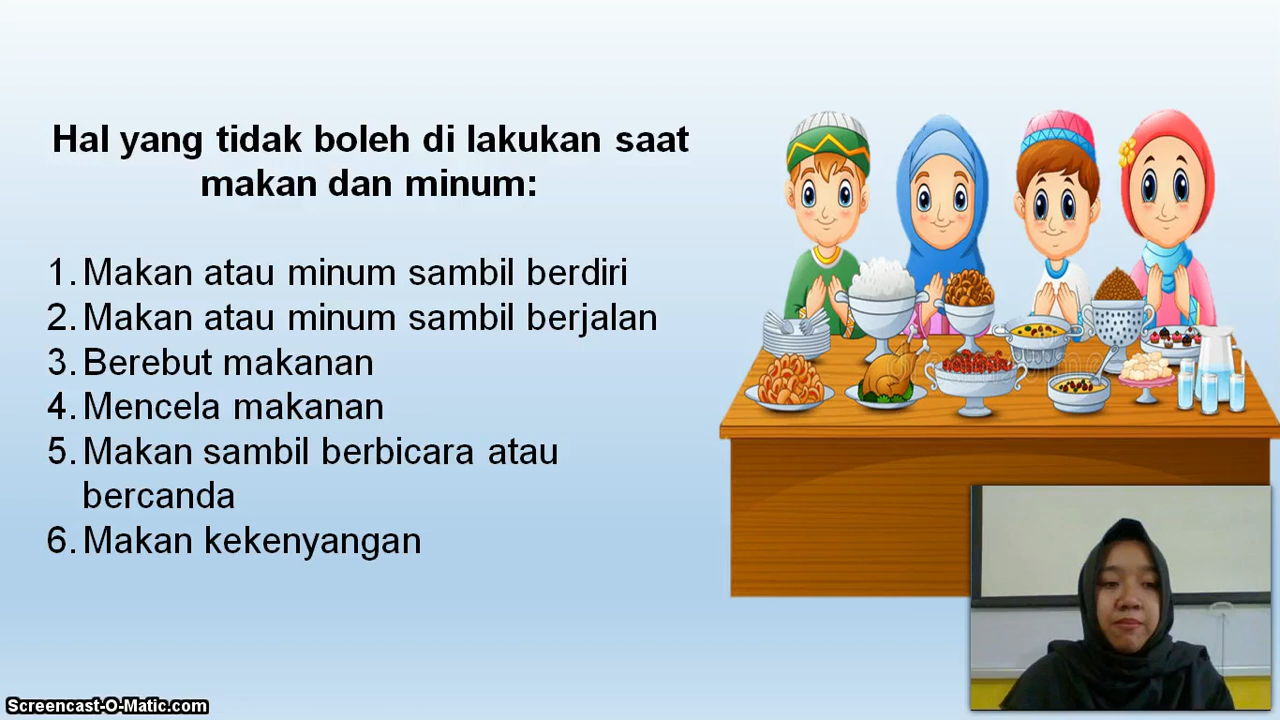 Hal yang tidak boleh di lakukan saat
makan dan minum:
1. Makan atau minum sambil berdiri
2. Makan atau minum sambil berjalan
3. Berebut makanan
4. Mencela makanan
5. Makan sambil berbicara atau
bercanda
6. Makan kekenyangan
Screencast-O-Matic.com